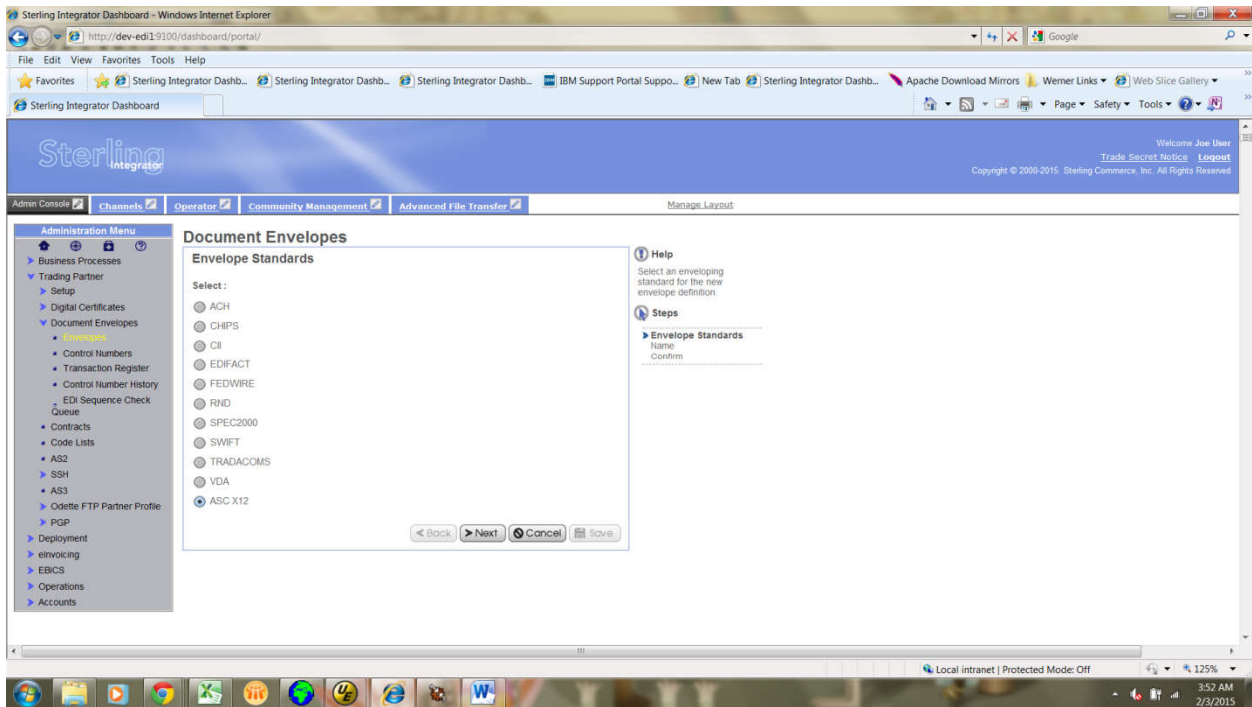 Sterling Integrator Dashboard - Windows Internet Explorer
http://dev-edi1:9100/dashboard/portal/
Google
File Edit View Favorites Tools Help
Favorites Sterling Integrator Dashb... Sterling Integrator Dashb... Sterling Integrator Dashb... IBM Support Portal Suppo... New Tab Sterling Integrator Dashb... Apache Download Mirrors Werner Links Web Slice Gallery
Sterling Integrator Dashboard
Page Safety Tools
Sterling
Integrator
Welcome Joe User
Trade Secret Notice Logout
Copyright © 2000-2015. Sterling Commerce, Inc. All Rights Reserved
Admin Console Channels Operator Community Management Advanced File Transfer Manage Layout
Administration Menu
Business Processes
Trading Partner
Setup
Digital Certificates
Document Envelopes
Envelopes
Control Numbers
Transaction Register
Control Number History
EDI Sequence Check
Queue
Contracts
Code Lists
AS2
SSH
AS3
Odette FTP Partner Profile
PGP
Deployment
eInvoicing
EBICS
Operations
Accounts
Document Envelopes
Envelope Standards
Select :
ACH
CHIPS
CII
EDIFACT
FEDWIRE
RND
SPEC2000
SWIFT
TRADACOMS
VDA
ASC X12
Back Next Cancel Save
Help
Select an enveloping
standard for the new
envelope definition.
Steps
Envelope Standards
Name
Confirm
Local intranet | Protected Mode: Off
125%
3:52 AM
2/3/2015